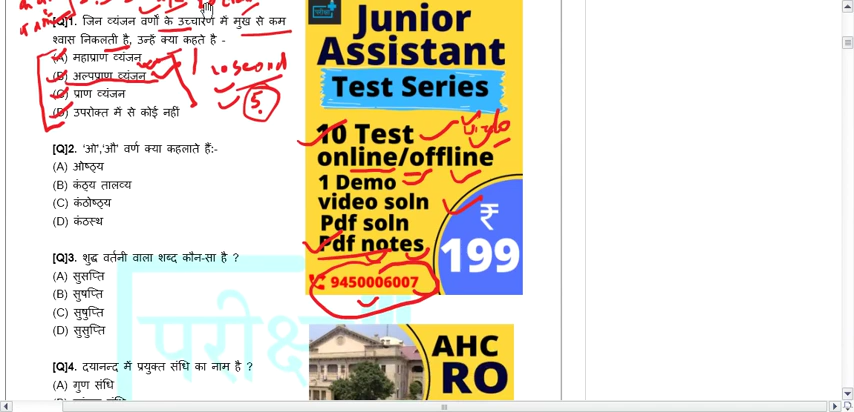 [Q]1. जिन व्यंजन वर्णों के उच्चारण में मुख से कम
श्वास निकलती है, उन्हें क्या कहते है -
(A) महाप्राण व्यंजन
(B) अल्पप्राण व्यंजन
(C) प्राण व्यंजन
(D) उपरोक्त में से कोई नहीं
10 second
5
[Q]2. 'ओ','औ' वर्ण क्या कहलाते हैं:-
(A) ओष्ठ्य
(B) कंठ्य तालव्य
(C) कंठोष्ठ्य
(D) कंठस्थ
[Q]3. शुद्ध वर्तनी वाला शब्द कौन-सा है ?
(A) सुसप्ति
(B) सुषप्ति
(C) सुषुप्ति
(D) सुसुप्ति
[Q]4. दयानन्द में प्रयुक्त संधि का नाम है ?
(A) गुण संधि
Junior
Assistant
Test Series
10 Test
online/offline
1 Demo
video soln
Pdf soln
Pdf notes
₹
199
9450006007
AHC
RO